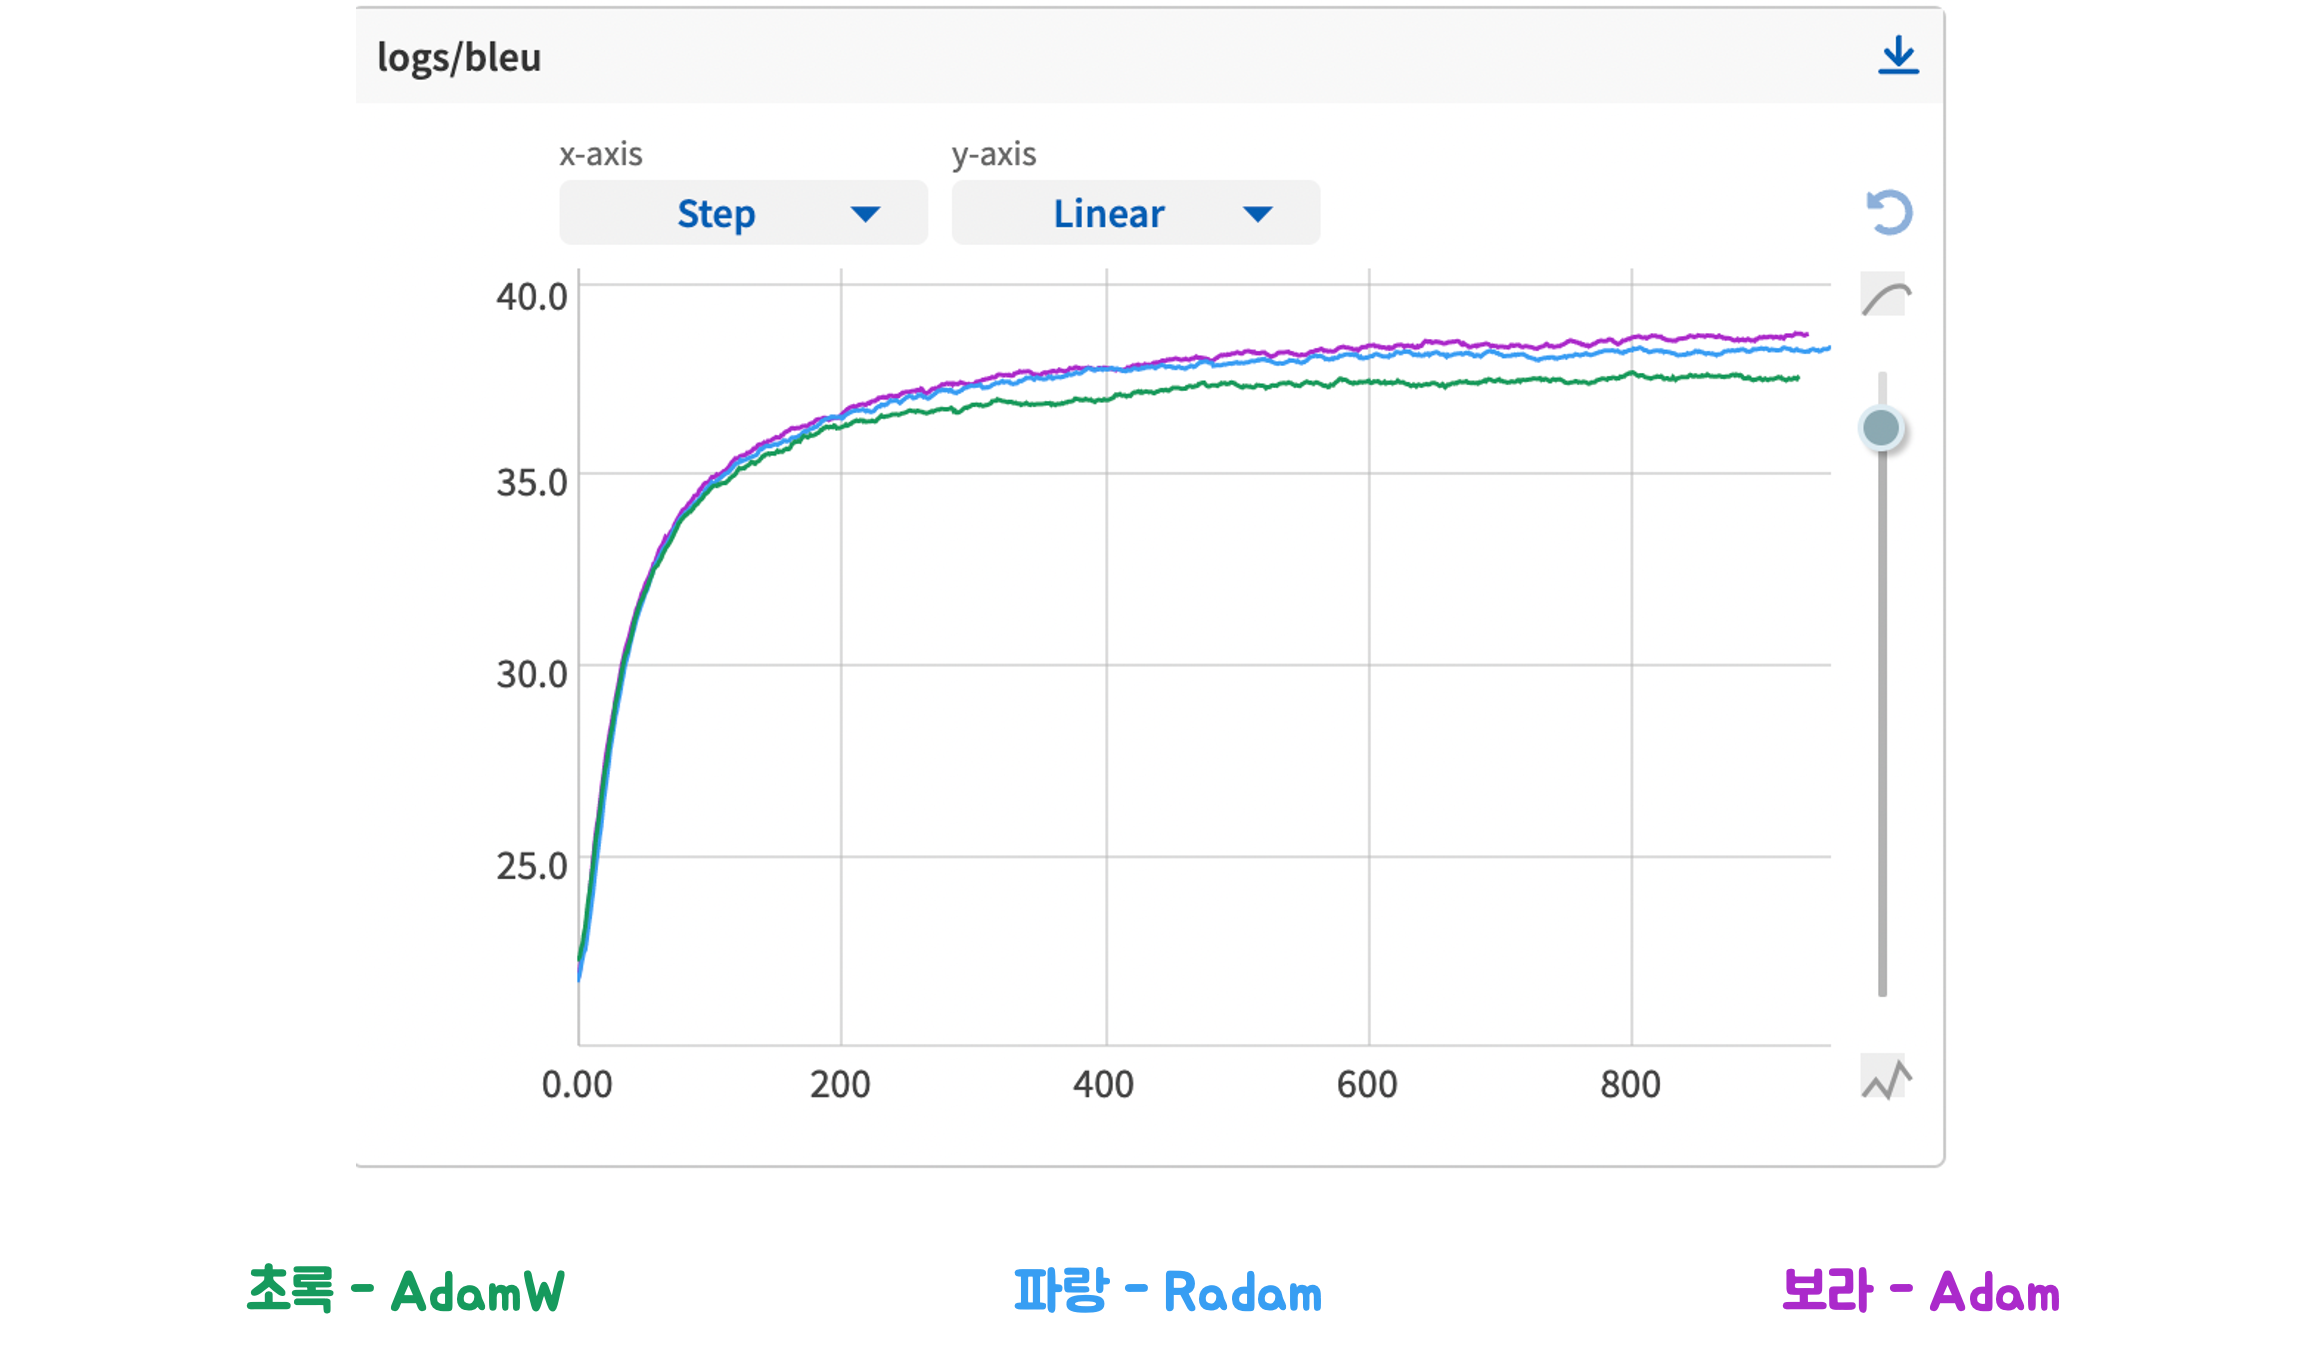 logs/bleu
x-axis y-axis
Step Linear
40.0
35.0
30.0
25.0
0.00 200 400 600 800
초록 - AdamW 파랑 - Radam 보라 - Adam